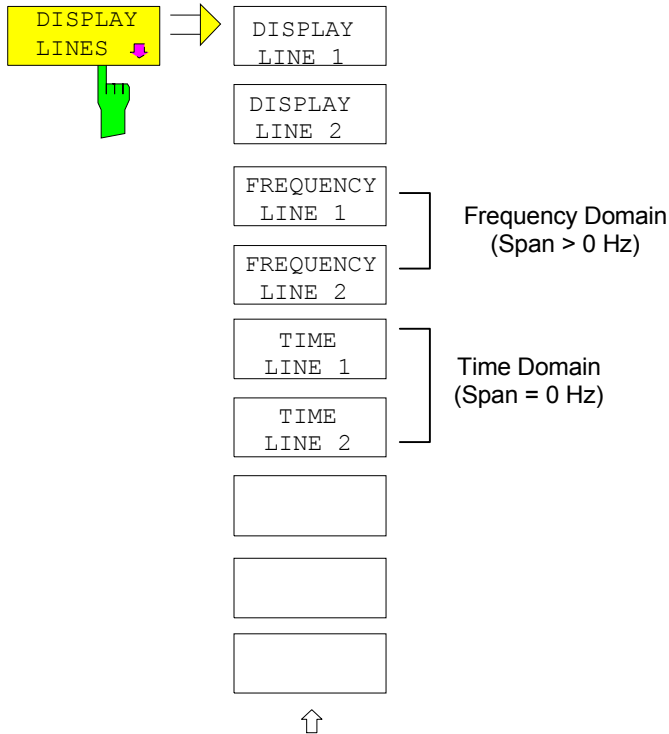 DISPLAY
LINES
DISPLAY
LINE 1
DISPLAY
LINE 2
FREQUENCY
LINE 1
FREQUENCY
LINE 2
Frequency Domain
(Span > 0 Hz)
TIME
LINE 1
TIME
LINE 2
Time Domain
(Span = 0 Hz)